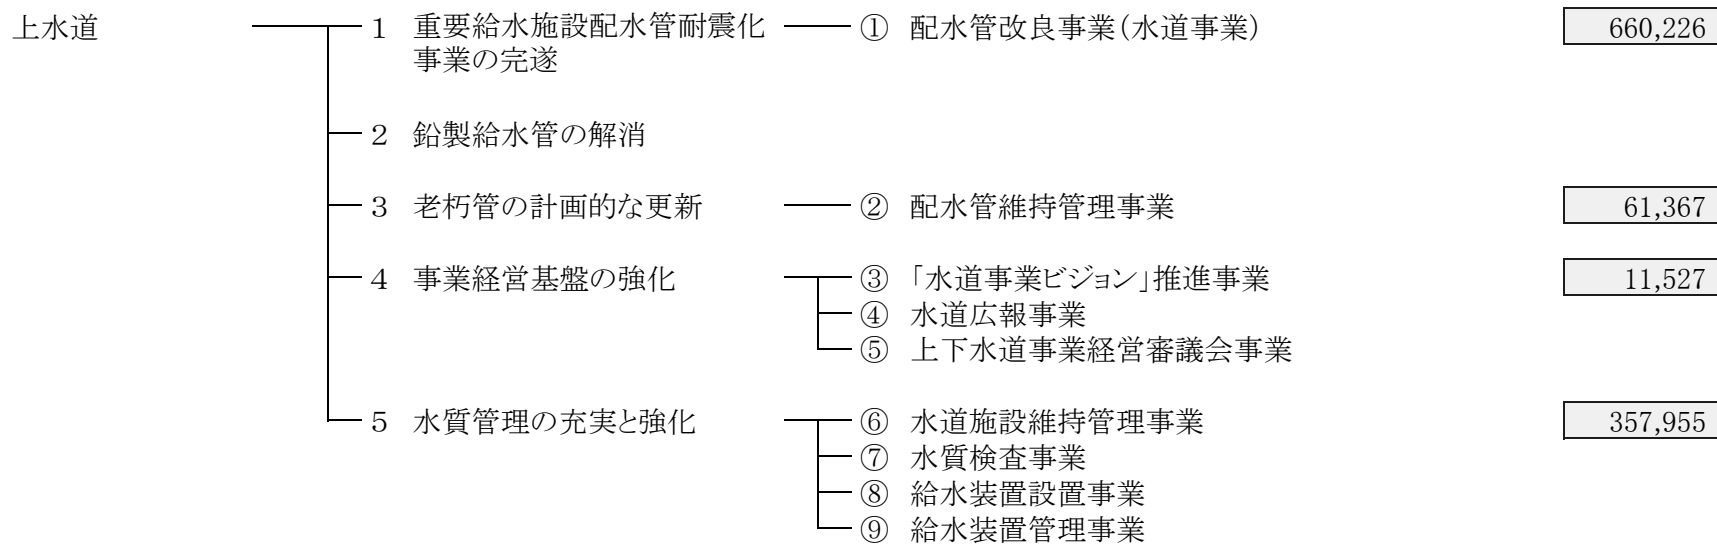 上水道 1 重要給水施設配水管耐震化 ① 配水管改良事業(水道事業) 660,226
事業の完遂
2 鉛製給水管の解消
3 老朽管の計画的な更新 ② 配水管維持管理事業 61,367
4 事業経営基盤の強化 ③ 「水道事業ビジョン」推進事業 11,527
④ 水道広報事業
⑤ 上下水道事業経営審議会事業
5 水質管理の充実と強化 ⑥ 水道施設維持管理事業 357,955
⑦ 水質検査事業
⑧ 給水装置設置事業
⑨ 給水装置管理事業